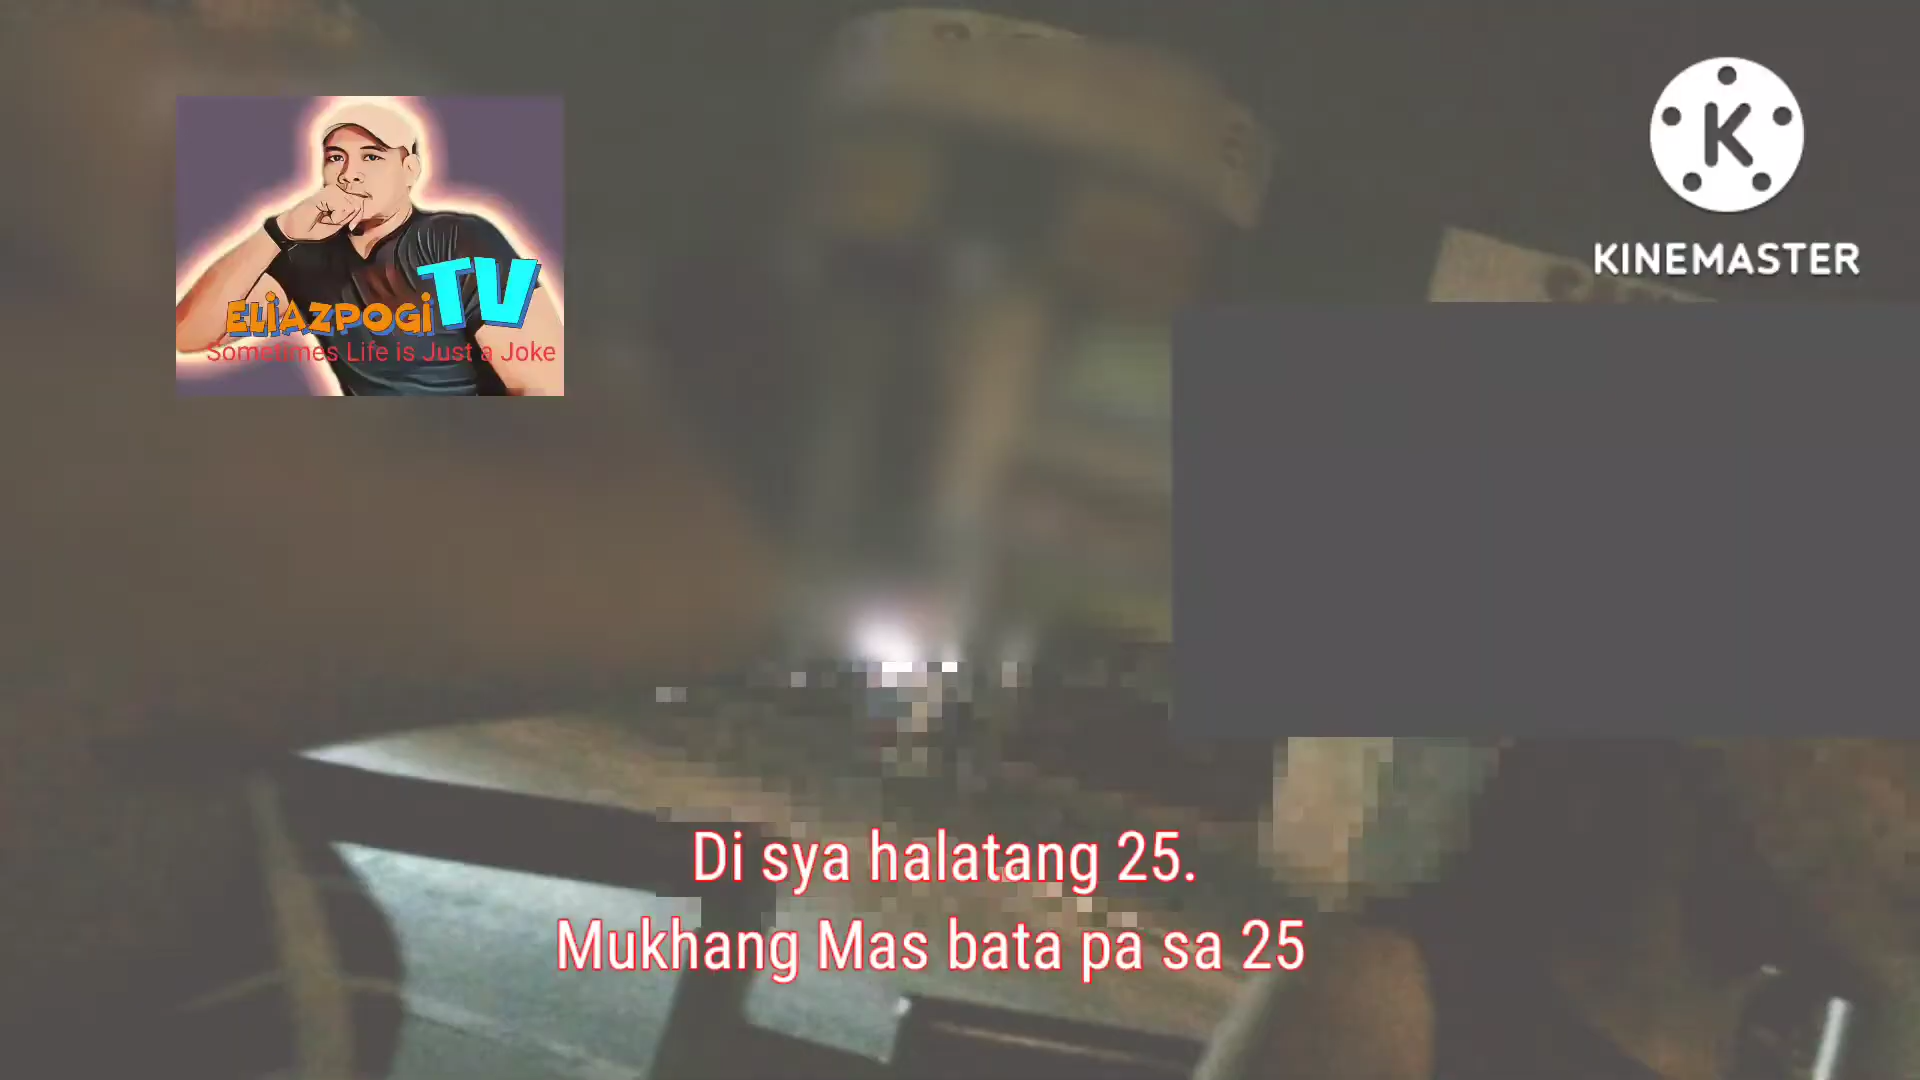 KINEMASTER
ELiAZPOGi TV
Sometimes Life is Just a Joke
Di sya halatang 25.
Mukhang Mas bata pa sa 25